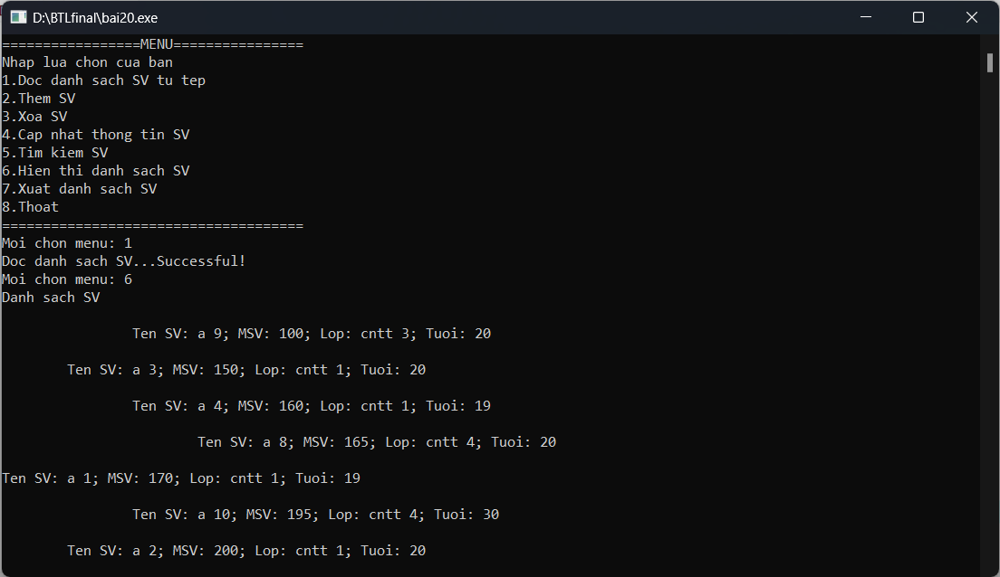 D:\BTLfinal\bai20.exe
=================MENU================
Nhap lua chon cua ban
1.Doc danh sach SV tu tep
2.Them SV
3.Xoa SV
4.Cap nhat thong tin SV
5.Tim kiem SV
6.Hien thi danh sach SV
7.Xuat danh sach SV
8.Thoat
=====================================
Moi chon menu: 1
Doc danh sach SV...Successful!
Moi chon menu: 6
Danh sach SV
Ten SV: a 9; MSV: 100; Lop: cntt 3; Tuoi: 20
Ten SV: a 3; MSV: 150; Lop: cntt 1; Tuoi: 20
Ten SV: a 4; MSV: 160; Lop: cntt 1; Tuoi: 19
Ten SV: a 8; MSV: 165; Lop: cntt 4; Tuoi: 20
Ten SV: a 1; MSV: 170; Lop: cntt 1; Tuoi: 19
Ten SV: a 10; MSV: 195; Lop: cntt 4; Tuoi: 30
Ten SV: a 2; MSV: 200; Lop: cntt 1; Tuoi: 20